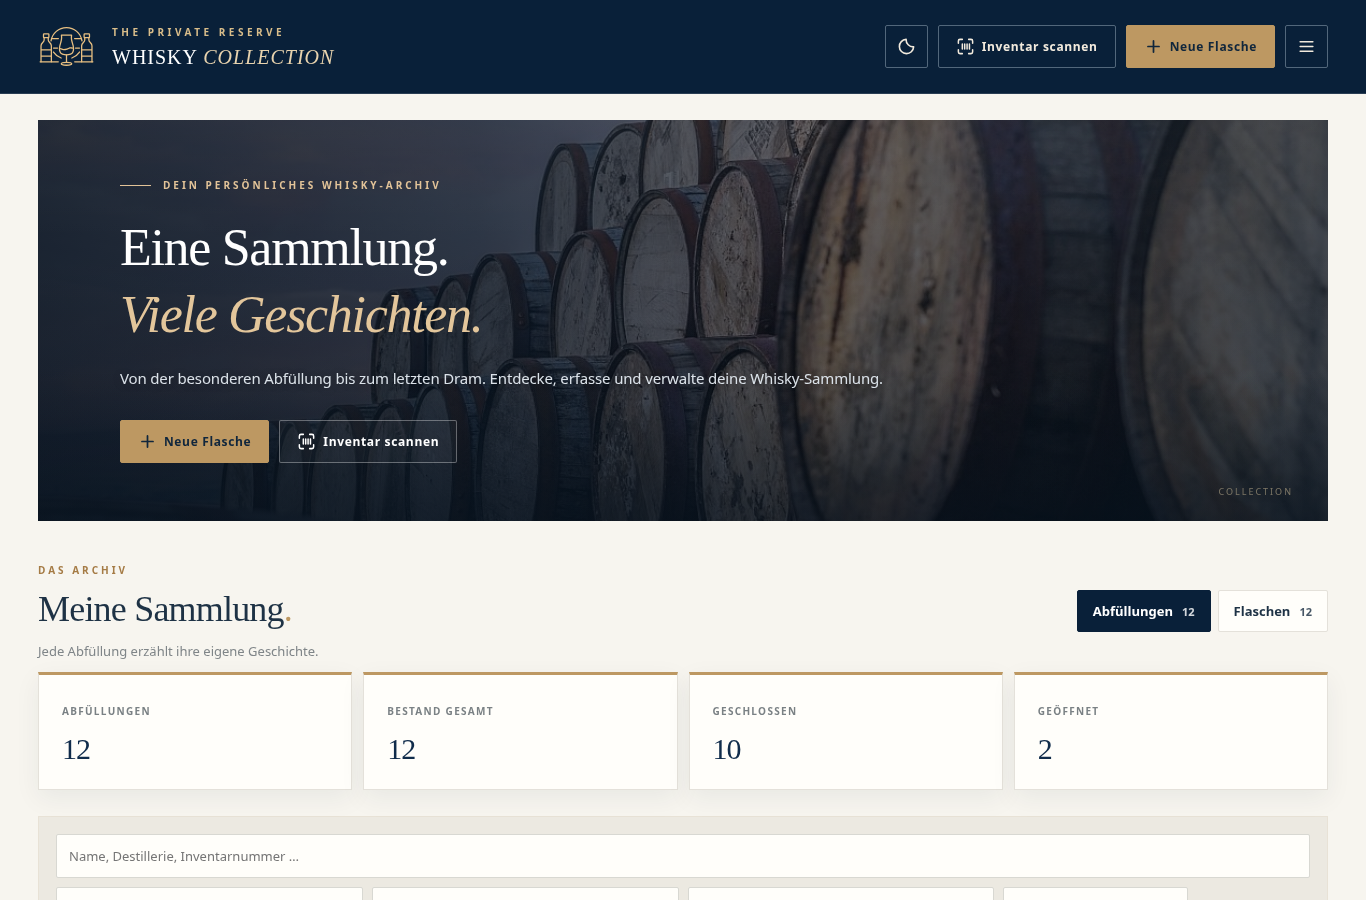 THE PRIVATE RESERVE
WHISKY COLLECTION
Inventar scannen
Neue Flasche
DEIN PERSÖNLICHES WHISKY-ARCHIV
Eine Sammlung.
Viele Geschichten.
Von der besonderen Abfüllung bis zum letzten Dram. Entdecke, erfasse und verwalte deine Whisky-Sammlung.
Neue Flasche
Inventar scannen
COLLECTION
DAS ARCHIV
Meine Sammlung.
Abfüllungen 12
Flaschen 12
Jede Abfüllung erzählt ihre eigene Geschichte.
ABFÜLLUNGEN
12
BESTAND GESAMT
12
GESCHLOSSEN
10
GEÖFFNET
2
Name, Destillerie, Inventarnummer …